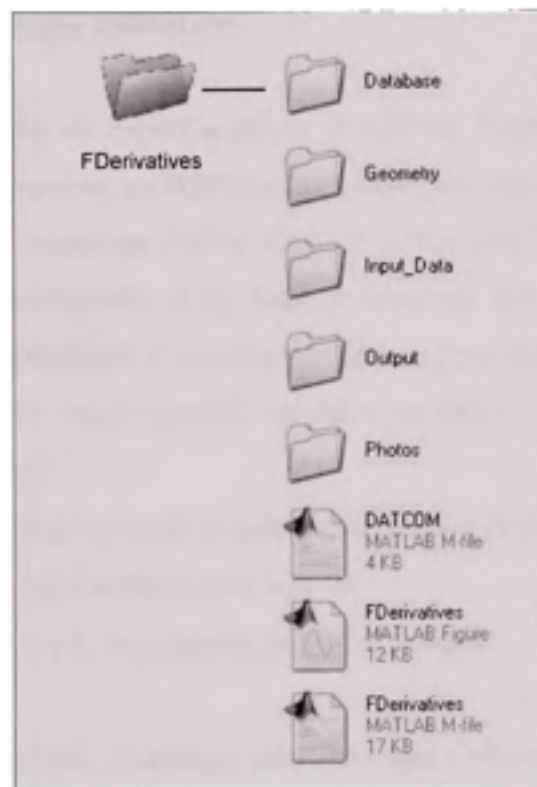 FDerivatives
Database
Geometry
Input_Data
Output
Photos
DATCOM
MATLAB M-file
4 KB
FDerivatives
MATLAB Figure
12 KB
FDerivatives
MATLAB M-file
17 KB